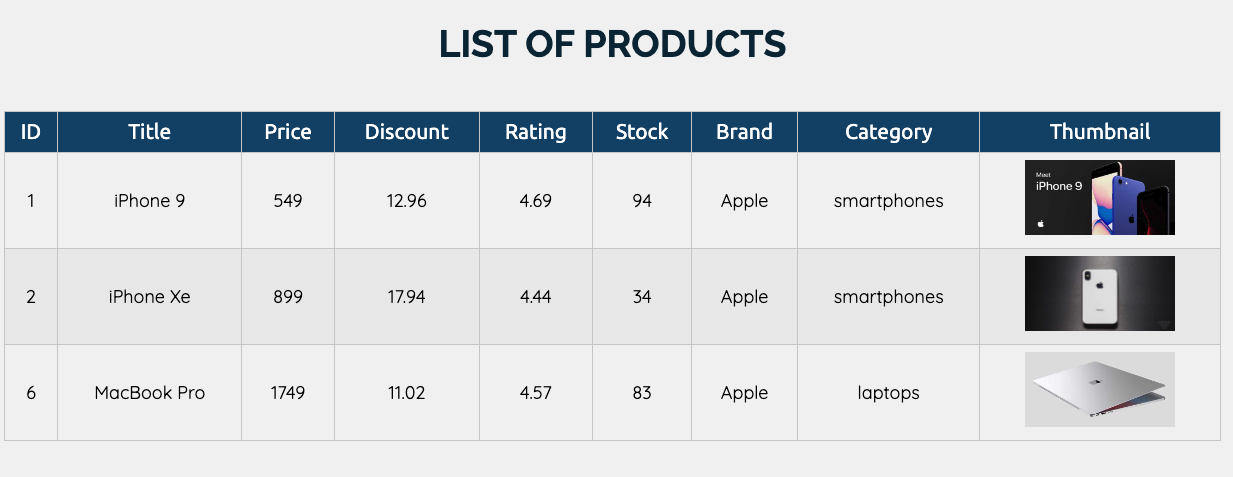 LIST OF PRODUCTS
ID Title Price Discount Rating Stock Brand Category Thumbnail
1 iPhone 9 549 12.96 4.69 94 Apple smartphones
Meet
iPhone 9
2 iPhone Xe 899 17.94 4.44 34 Apple smartphones
6 MacBook Pro 1749 11.02 4.57 83 Apple laptops